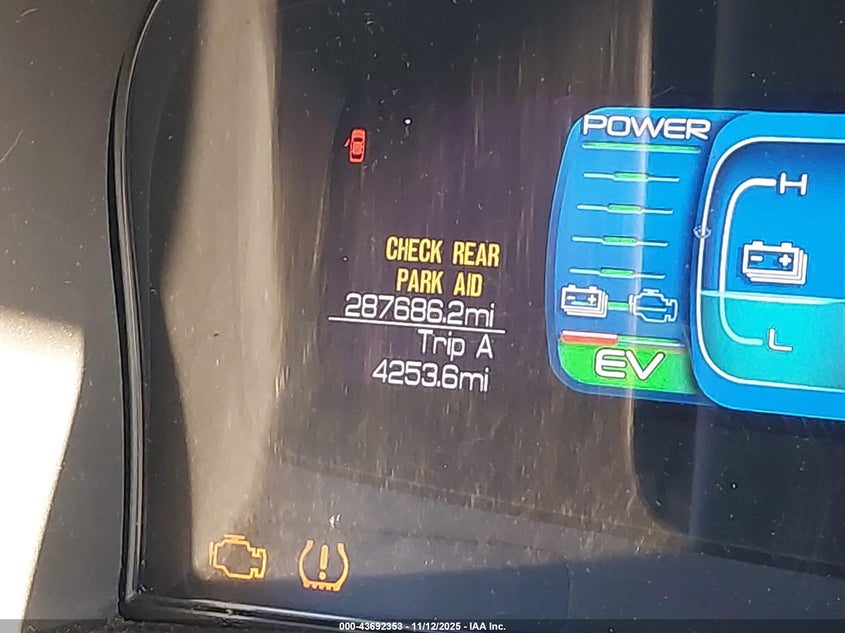 POWER
H
CHECK REAR
PARK AID
287686.2mi
Trip A
4253.6mi
L
EV
000-43692353 - 11/12/2025 - IAA Inc.